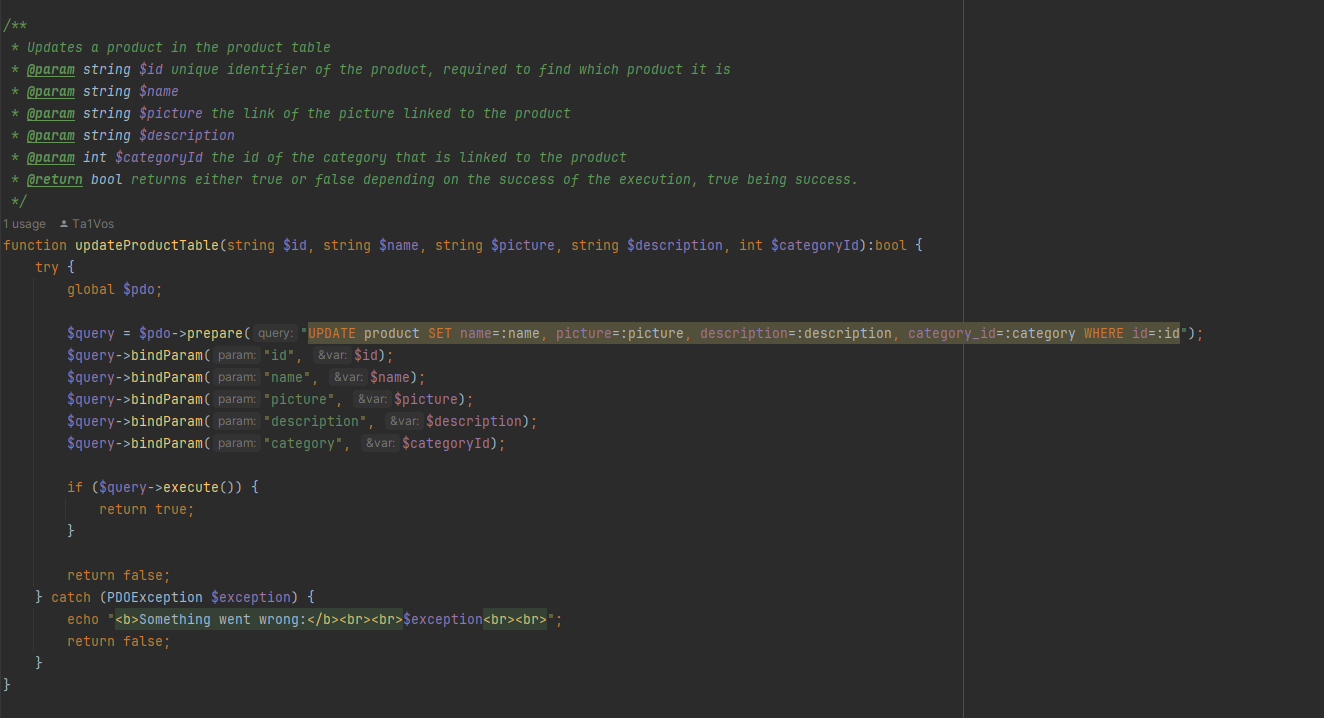 /**
 * Updates a product in the product table
 * @param string $id unique identifier of the product, required to find which product it is
 * @param string $name
 * @param string $picture the link of the picture linked to the product
 * @param string $description
 * @param int $categoryId the id of the category that is linked to the product
 * @return bool returns either true or false depending on the success of the execution, true being success.
 */
1 usage Ta1Vos
function updateProductTable(string $id, string $name, string $picture, string $description, int $categoryId):bool {
    try {
        global $pdo;

        $query = $pdo->prepare( query: "UPDATE product SET name=:name, picture=:picture, description=:description, category_id=:category WHERE id=:id");
        $query->bindParam( param: "id", &var: $id);
        $query->bindParam( param: "name", &var: $name);
        $query->bindParam( param: "picture", &var: $picture);
        $query->bindParam( param: "description", &var: $description);
        $query->bindParam( param: "category", &var: $categoryId);

        if ($query->execute()) {
            return true;
        }

        return false;
    } catch (PDOException $exception) {
        echo "<b>Something went wrong:</b><br><br>$exception<br><br>";
        return false;
    }
}